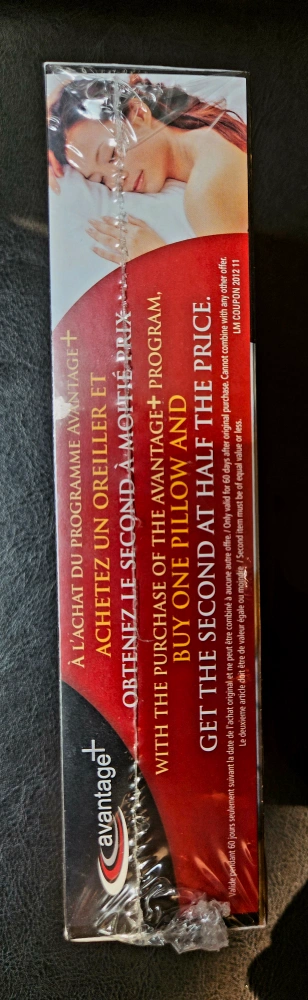 avantage+
À L'ACHAT DU PROGRAMME AVANTAGE+
ACHETEZ UN OREILLER ET
OBTENEZ LE SECOND À MOITIÉ PRIX
WITH THE PURCHASE OF THE AVANTAGE+ PROGRAM,
BUY ONE PILLOW AND
GET THE SECOND AT HALF THE PRICE.
Valide pendant 60 jours seulement suivant la date de l'achat original et ne peut être combiné à aucune autre offre. / Only valid for 60 days after original purchase. Cannot combine with any other offer.
Le deuxième article doit être de valeur égale ou moindre. / Second item must be of equal value or less.
LM COUPON 2012 11